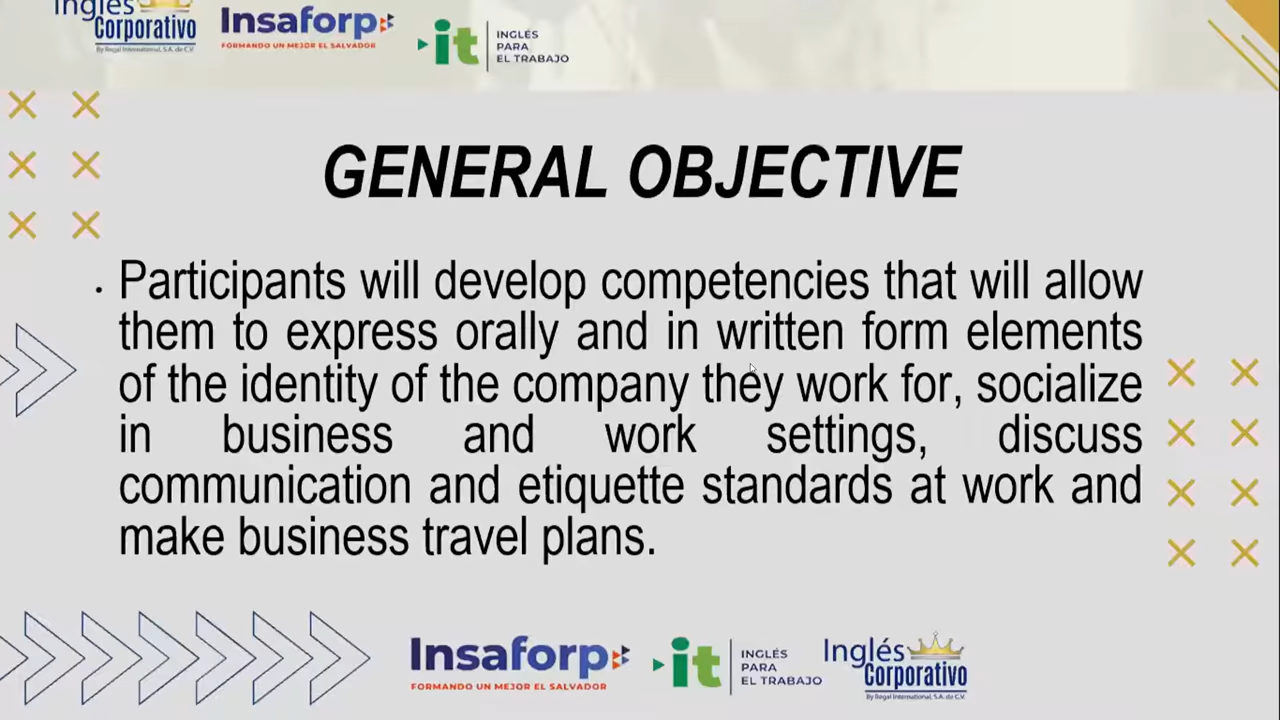 Inglés
Corporativo
By Regal International, S.A. de C.V.
Insaforp
FORMANDO UN MEJOR EL SALVADOR
it
INGLÉS
PARA
EL TRABAJO
GENERAL OBJECTIVE
• Participants will develop competencies that will allow
them to express orally and in written form elements
of the identity of the company they work for, socialize
in business and work settings, discuss
communication and etiquette standards at work and
make business travel plans.
Insaforp
FORMANDO UN MEJOR EL SALVADOR
it
INGLÉS
PARA
EL TRABAJO
Inglés
Corporativo
By Regal International, S.A. de C.V.